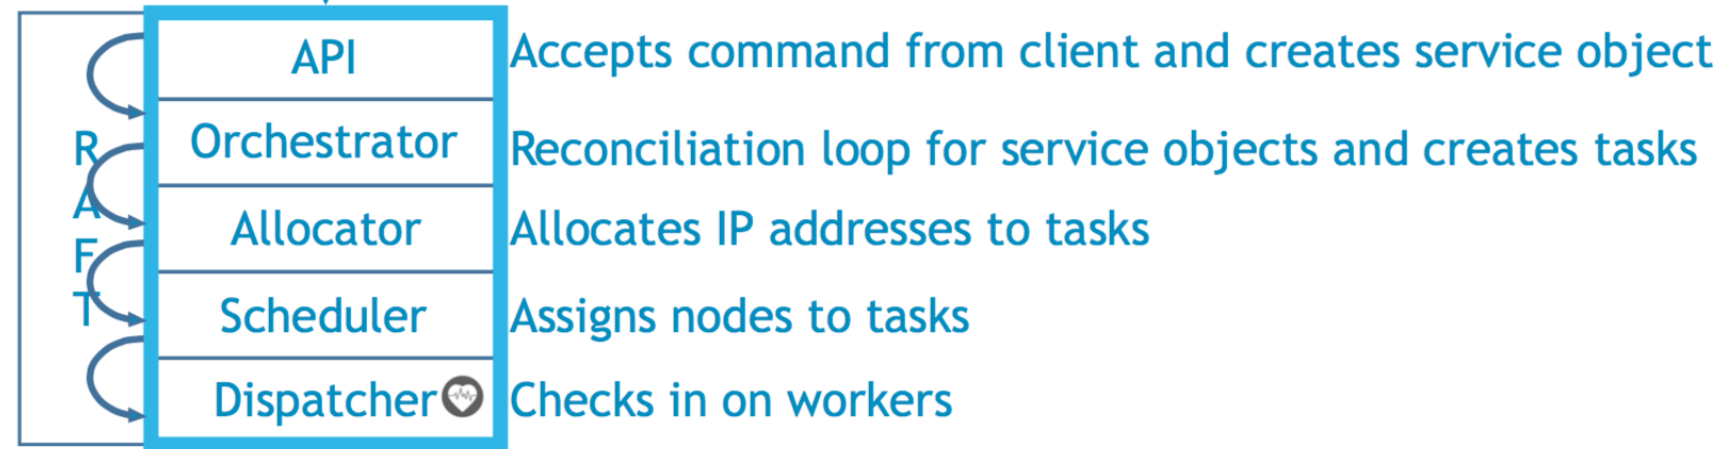 API
Accepts command from client and creates service object
Orchestrator
Reconciliation loop for service objects and creates tasks
Allocator
Allocates IP addresses to tasks
Scheduler
Assigns nodes to tasks
Dispatcher
Checks in on workers
R
A
F
T